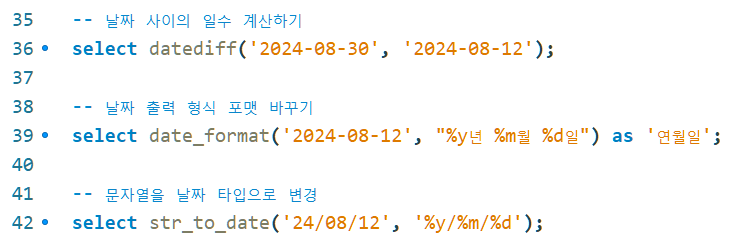 35 -- 날짜 사이의 일수 계산하기
36 select datediff('2024-08-30', '2024-08-12');
37
38 -- 날짜 출력 형식 포맷 바꾸기
39 select date_format('2024-08-12', "%y년 %m월 %d일") as '연월일';
40
41 -- 문자열을 날짜 타입으로 변경
42 select str_to_date('24/08/12', '%y/%m/%d');